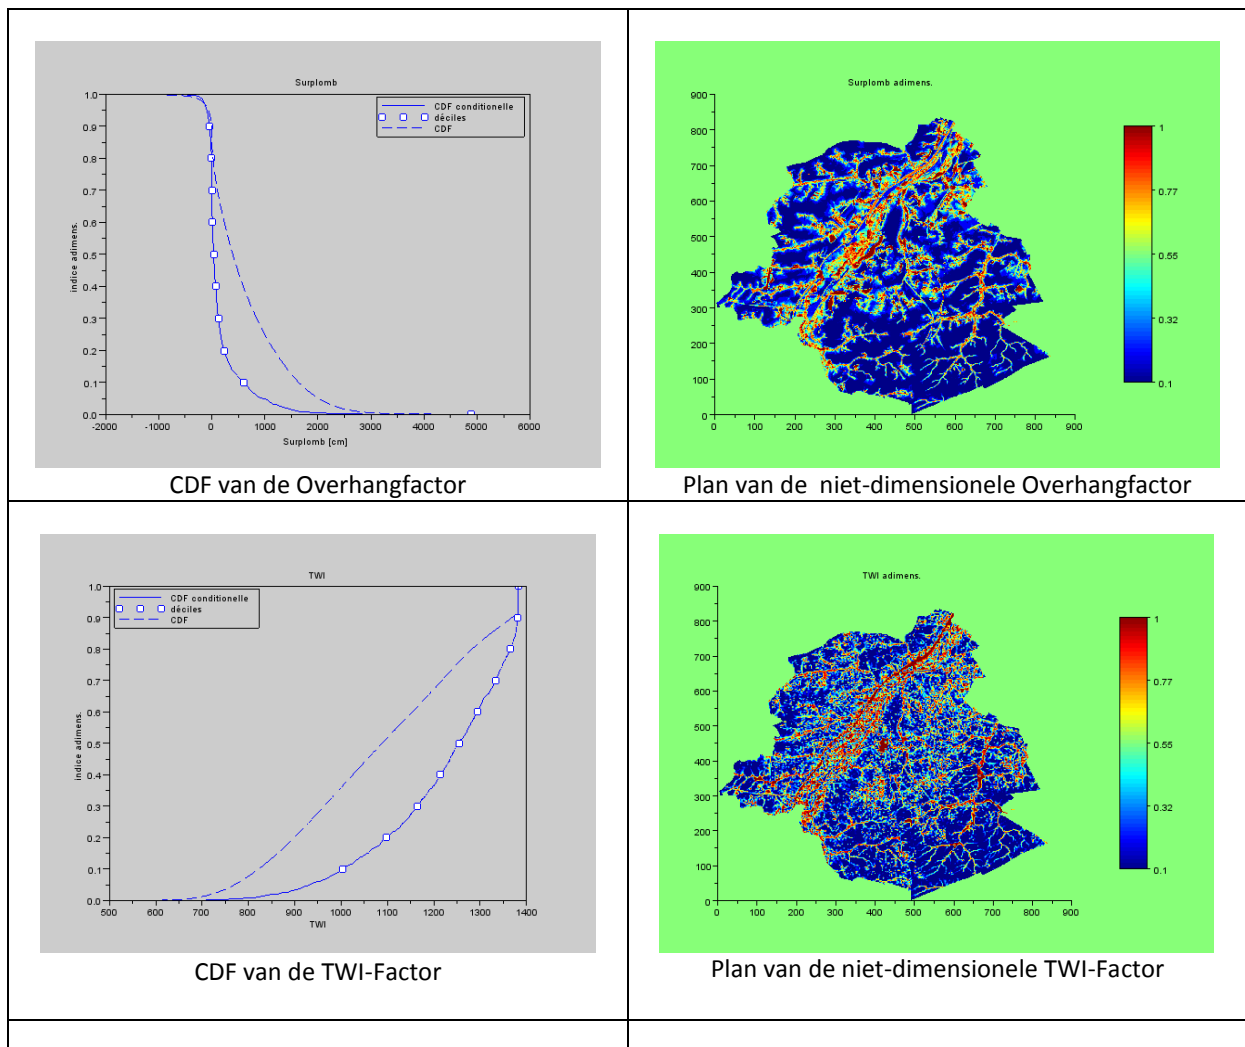 Surplomb
1.0
0.9
0.8
0.7
0.6
0.5
0.4
0.3
0.2
0.1
0.0
indice adimens.
CDF conditionelle
déciles
CDF
-2000 -1000 0 1000 2000 3000 4000 5000 6000
Surplomb [cm]
CDF van de Overhangfactor
Surplomb adimens.
900
800
700
600
500
400
300
200
100
0
0 100 200 300 400 500 600 700 800 900
1
0.77
0.55
0.32
0.1
Plan van de niet-dimensionele Overhangfactor
TWI
1.0
0.9
0.8
0.7
0.6
0.5
0.4
0.3
0.2
0.1
0.0
indice adimens.
CDF conditionelle
déciles
CDF
500 600 700 800 900 1000 1100 1200 1300 1400
TWI
CDF van de TWI-Factor
TWI adimens.
900
800
700
600
500
400
300
200
100
0
0 100 200 300 400 500 600 700 800 900
1
0.77
0.55
0.32
0.1
Plan van de niet-dimensionele TWI-Factor